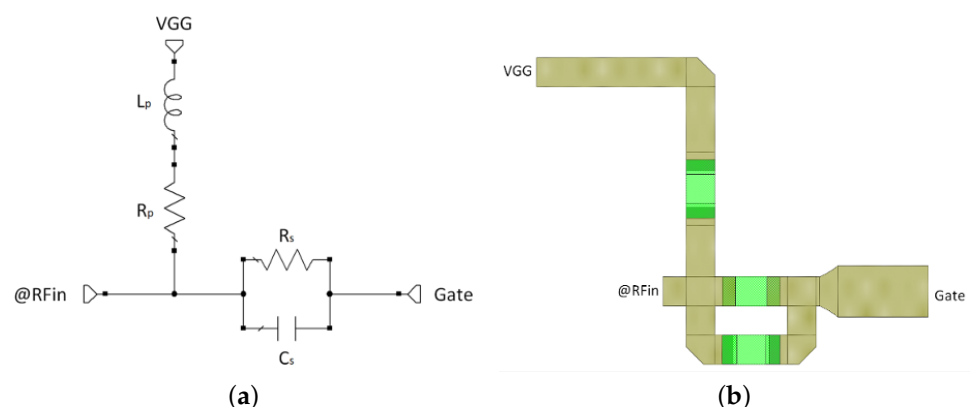 VGG
Lp
Rp
Rs
@RFin
Gate
Cs
(a)
VGG
@RFin
Gate
(b)